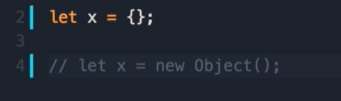 2 let x = {};
3
4 // let x = new Object();